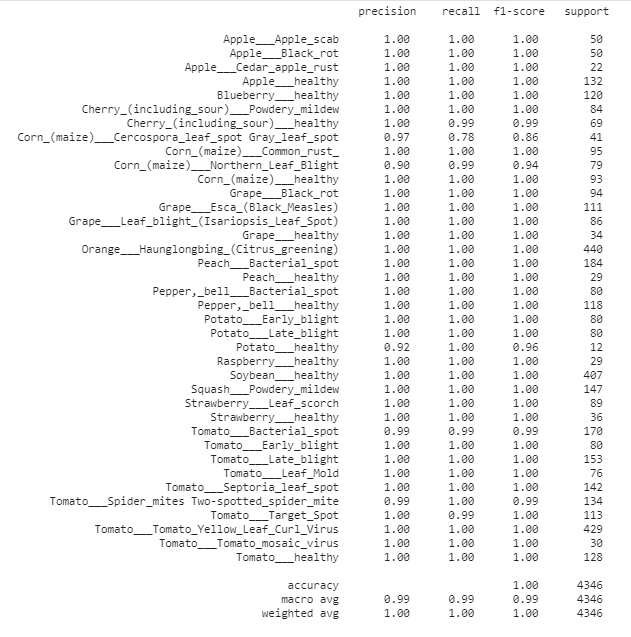 precision recall f1-score support
Apple___Apple_scab 1.00 1.00 1.00 50
Apple___Black_rot 1.00 1.00 1.00 50
Apple___Cedar_apple_rust 1.00 1.00 1.00 22
Apple___healthy 1.00 1.00 1.00 132
Blueberry___healthy 1.00 1.00 1.00 120
Cherry_(including_sour)___Powdery_mildew 1.00 1.00 1.00 84
Cherry_(including_sour)___healthy 1.00 0.99 0.99 69
Corn_(maize)___Cercospora_leaf_spot Gray_leaf_spot 0.97 0.78 0.86 41
Corn_(maize)___Common_rust_ 1.00 1.00 1.00 95
Corn_(maize)___Northern_Leaf_Blight 0.90 0.99 0.94 79
Corn_(maize)___healthy 1.00 1.00 1.00 93
Grape___Black_rot 1.00 1.00 1.00 94
Grape___Esca_(Black_Measles) 1.00 1.00 1.00 111
Grape___Leaf_blight_(Isariopsis_Leaf_Spot) 1.00 1.00 1.00 86
Grape___healthy 1.00 1.00 1.00 34
Orange___Haunglongbing_(Citrus_greening) 1.00 1.00 1.00 440
Peach___Bacterial_spot 1.00 1.00 1.00 184
Peach___healthy 1.00 1.00 1.00 29
Pepper,_bell___Bacterial_spot 1.00 1.00 1.00 80
Pepper,_bell___healthy 1.00 1.00 1.00 118
Potato___Early_blight 1.00 1.00 1.00 80
Potato___Late_blight 1.00 1.00 1.00 80
Potato___healthy 0.92 1.00 0.96 12
Raspberry___healthy 1.00 1.00 1.00 29
Soybean___healthy 1.00 1.00 1.00 407
Squash___Powdery_mildew 1.00 1.00 1.00 147
Strawberry___Leaf_scorch 1.00 1.00 1.00 89
Strawberry___healthy 1.00 1.00 1.00 36
Tomato___Bacterial_spot 0.99 0.99 0.99 170
Tomato___Early_blight 1.00 1.00 1.00 80
Tomato___Late_blight 1.00 1.00 1.00 153
Tomato___Leaf_Mold 1.00 1.00 1.00 76
Tomato___Septoria_leaf_spot 1.00 1.00 1.00 142
Tomato___Spider_mites Two-spotted_spider_mite 0.99 1.00 0.99 134
Tomato___Target_Spot 1.00 0.99 1.00 113
Tomato___Tomato_Yellow_Leaf_Curl_Virus 1.00 1.00 1.00 429
Tomato___Tomato_mosaic_virus 1.00 1.00 1.00 30
Tomato___healthy 1.00 1.00 1.00 128
accuracy 1.00 4346
macro avg 0.99 0.99 0.99 4346
weighted avg 1.00 1.00 1.00 4346